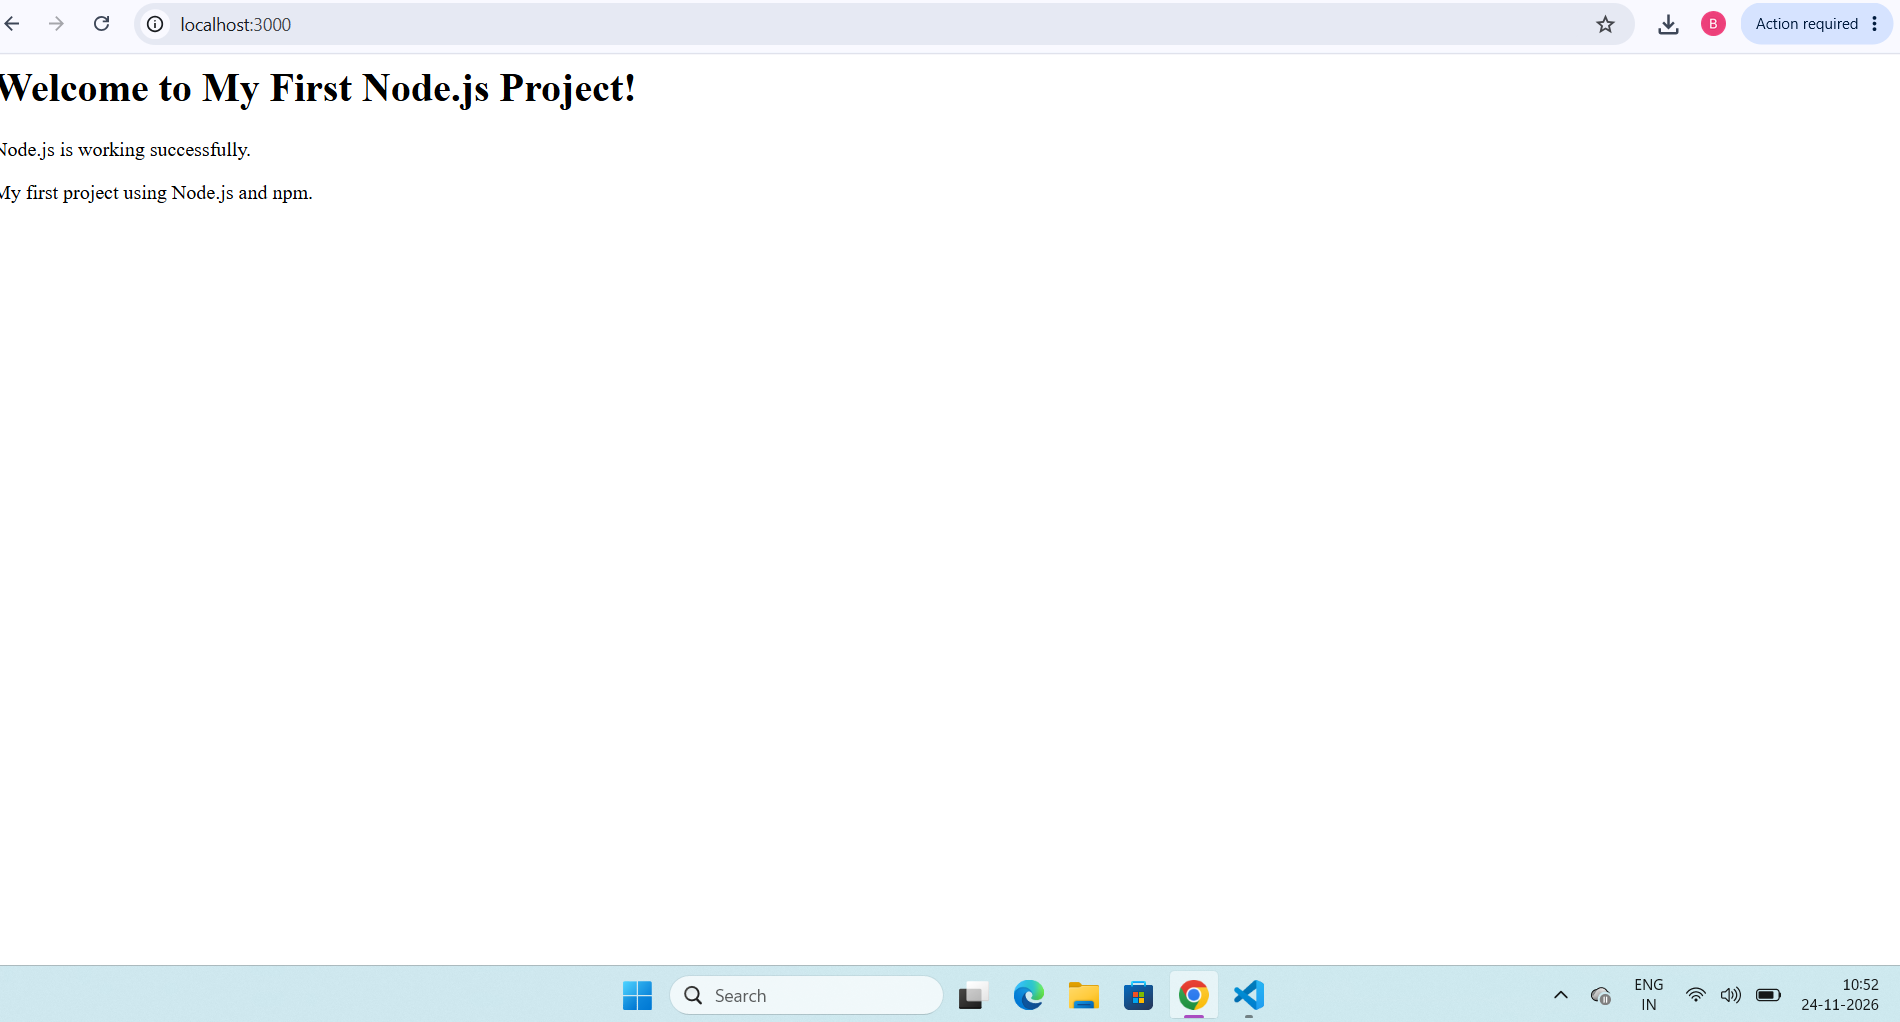 localhost:3000
B
Action required
Welcome to My First Node.js Project!
Node.js is working successfully.
My first project using Node.js and npm.
Search
ENG
IN
10:52
24-11-2026